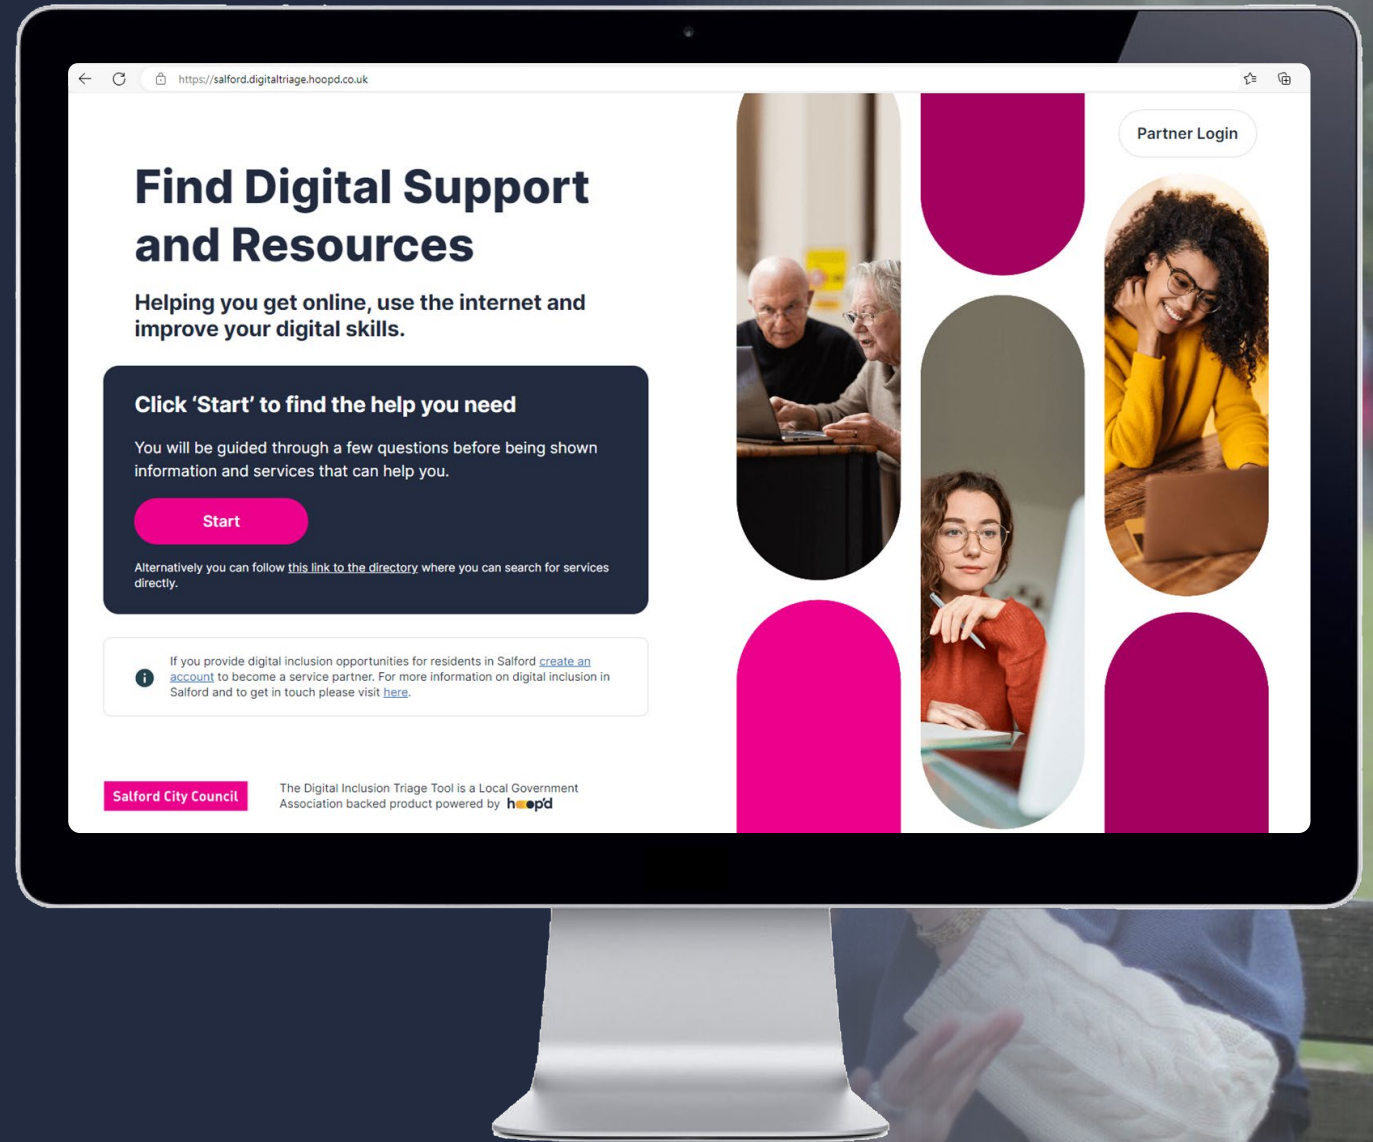 https://salford.digitaltriage.hoopd.co.uk
Partner Login
Find Digital Support
and Resources
Helping you get online, use the internet and
improve your digital skills.
Click ‘Start’ to find the help you need
You will be guided through a few questions before being shown
information and services that can help you.
Start
Alternatively you can follow this link to the directory where you can search for services
directly.
If you provide digital inclusion opportunities for residents in Salford create an
account to become a service partner. For more information on digital inclusion in
Salford and to get in touch please visit here.
Salford City Council
The Digital Inclusion Triage Tool is a Local Government
Association backed product powered by hoop'd